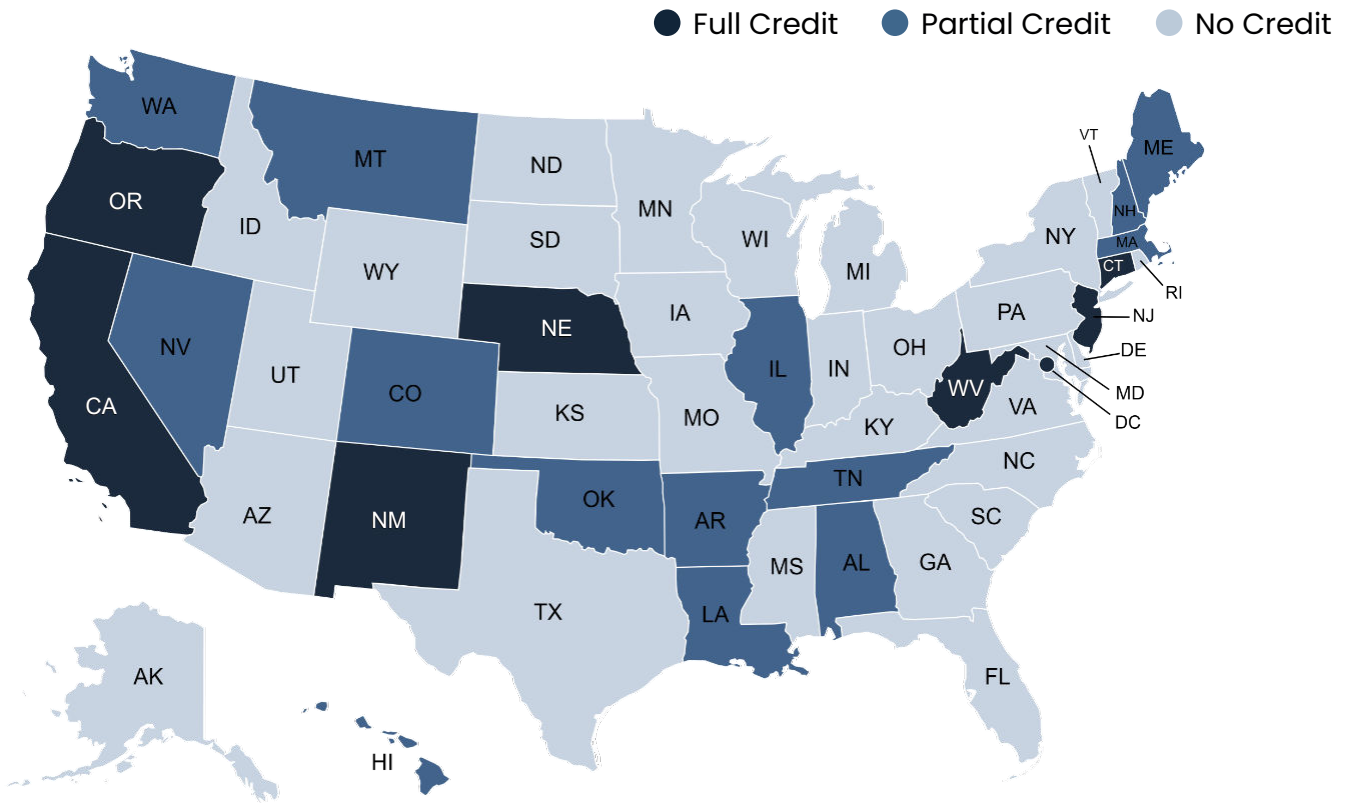 Full Credit
Partial Credit
No Credit
WA
MT
ND
MN
VT
ME
OR
ID
SD
WI
NY
NH
MA
CT
RI
WY
MI
NV
UT
NE
IA
PA
NJ
CA
CO
KS
MO
IL
IN
OH
WV
VA
DE
MD
DC
KY
AZ
NM
OK
AR
TN
NC
SC
MS
AL
GA
TX
LA
FL
AK
HI